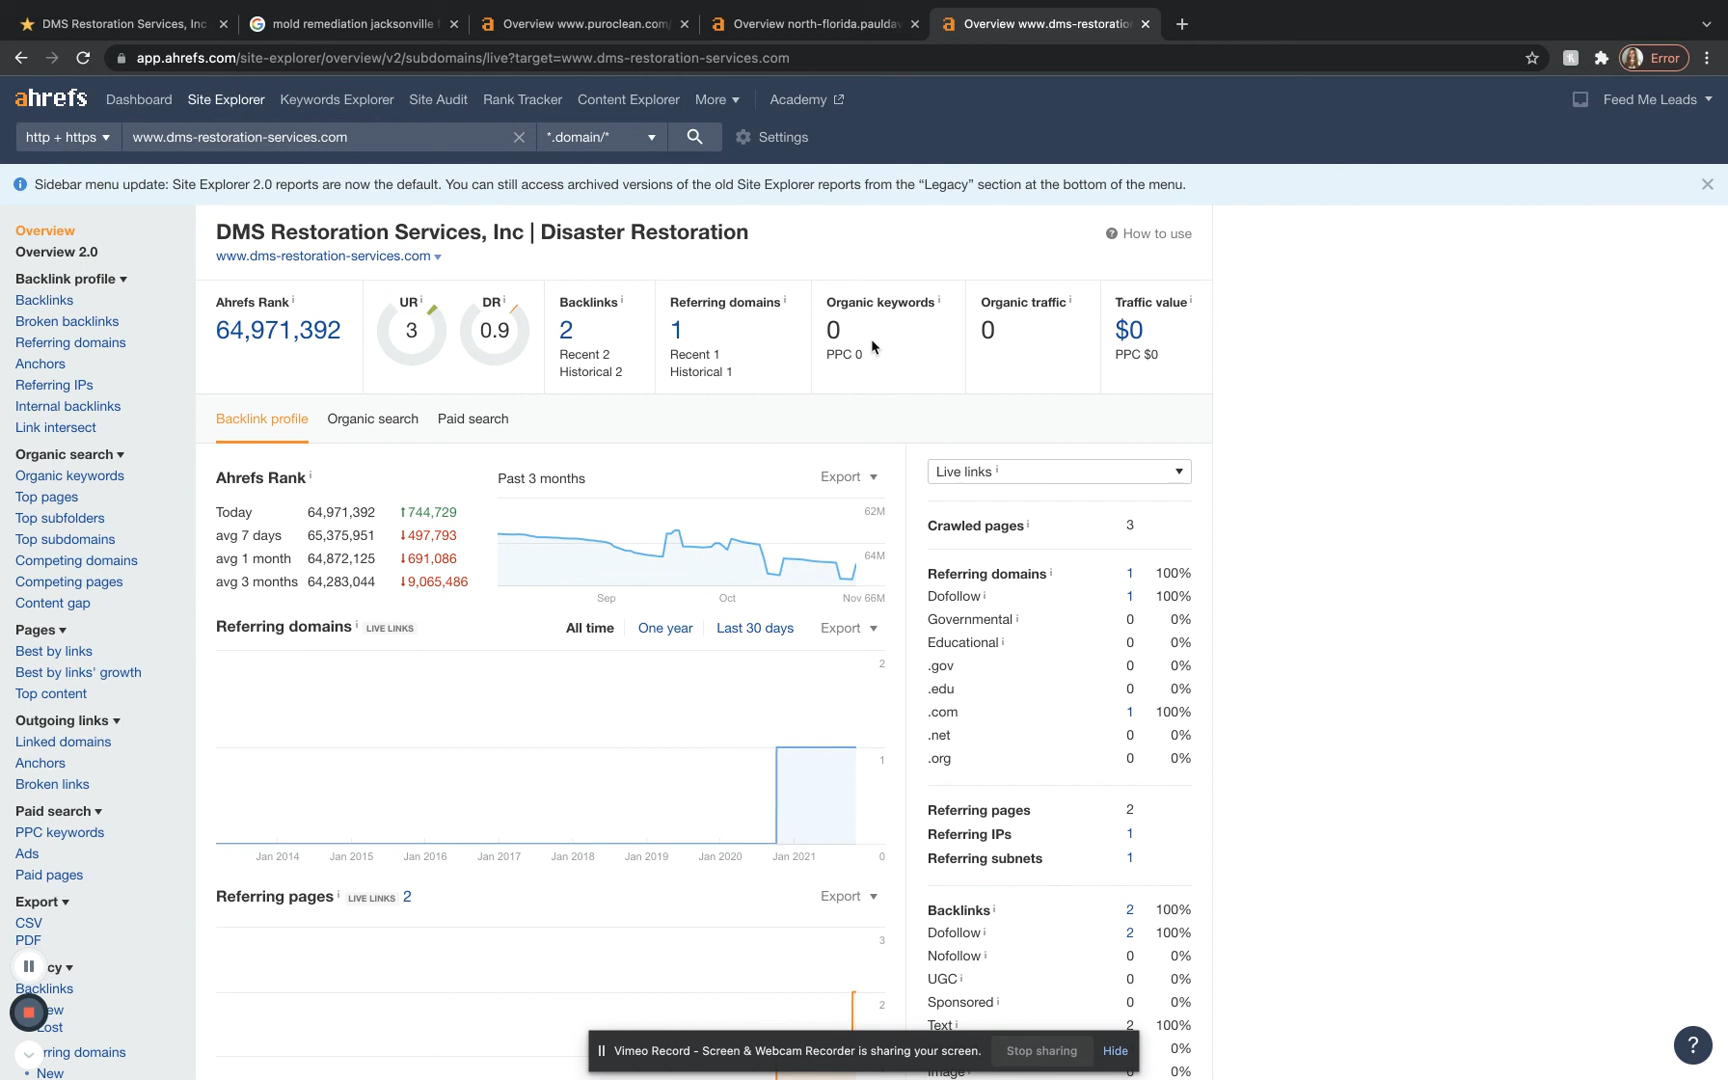 DMS Restoration Services, Inc
mold remediation jacksonville f
Overview www.puroclean.com/
Overview north-florida.paulda
Overview www.dms-restoratio
app.ahrefs.com/site-explorer/overview/v2/subdomains/live?target=www.dms-restoration-services.com
Error
ahrefs Dashboard Site Explorer Keywords Explorer Site Audit Rank Tracker Content Explorer More Academy Feed Me Leads
http + https www.dms-restoration-services.com *.domain/* Settings
Sidebar menu update: Site Explorer 2.0 reports are now the default. You can still access archived versions of the old Site Explorer reports from the “Legacy” section at the bottom of the menu.
Overview
Overview 2.0
Backlink profile
Backlinks
Broken backlinks
Referring domains
Anchors
Referring IPs
Internal backlinks
Link intersect
Organic search
Organic keywords
Top pages
Top subfolders
Top subdomains
Competing domains
Competing pages
Content gap
Pages
Best by links
Best by links' growth
Top content
Outgoing links
Linked domains
Anchors
Broken links
Paid search
PPC keywords
Ads
Paid pages
Export
CSV
PDF
cy
Backlinks
ew
Lost
rring domains
New
DMS Restoration Services, Inc | Disaster Restoration
How to use
www.dms-restoration-services.com
Ahrefs Rank
64,971,392
UR
3
DR
0.9
Backlinks
2
Recent 2
Historical 2
Referring domains
1
Recent 1
Historical 1
Organic keywords
0
PPC 0
Organic traffic
0
Traffic value
$0
PPC $0
Backlink profile Organic search Paid search
Ahrefs Rank
Past 3 months
Export
Today 64,971,392 ↑744,729
avg 7 days 65,375,951 ↓497,793
avg 1 month 64,872,125 ↓691,086
avg 3 months 64,283,044 ↓9,065,486
62M
64M
Sep Oct Nov 66M
Referring domains LIVE LINKS All time One year Last 30 days Export
2
1
Jan 2014 Jan 2015 Jan 2016 Jan 2017 Jan 2018 Jan 2019 Jan 2020 Jan 2021 0
Referring pages LIVE LINKS 2 Export
3
2
Live links
Crawled pages 3
Referring domains 1 100%
Dofollow 1 100%
Governmental 0 0%
Educational 0 0%
.gov 0 0%
.edu 0 0%
.com 1 100%
.net 0 0%
.org 0 0%
Referring pages 2
Referring IPs 1
Referring subnets 1
Backlinks 2 100%
Dofollow 2 100%
Nofollow 0 0%
UGC 0 0%
Sponsored 0 0%
Text 2 100%
0 0%
Image 0 0%
Vimeo Record - Screen & Webcam Recorder is sharing your screen. Stop sharing Hide
?